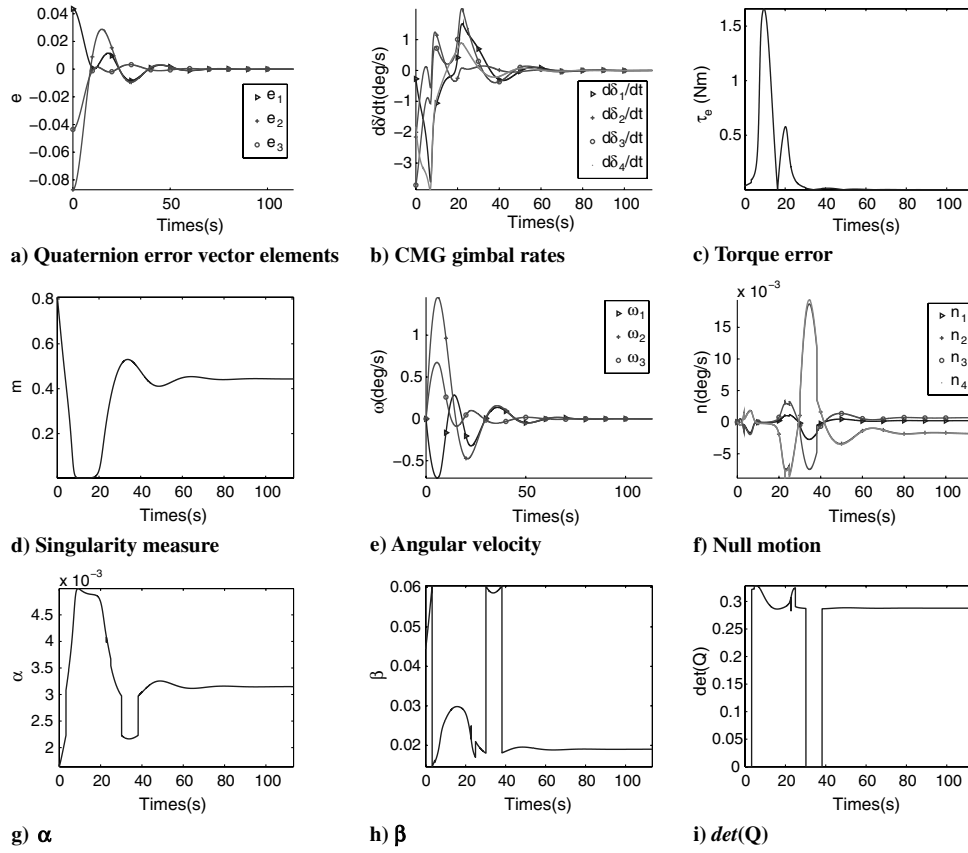 0.04
0.02
0
−0.02
−0.04
−0.06
−0.08
e
e1
e2
e3
0 50 100
Times(s)
a) Quaternion error vector elements
1
0
−1
−2
−3
dδ/dt(deg/s)
dδ1/dt
dδ2/dt
dδ3/dt
dδ4/dt
0 20 40 60 80 100
Times(s)
b) CMG gimbal rates
1.5
1
0.5
τe (Nm)
0 20 40 60 80 100
Times(s)
c) Torque error
0.8
0.6
0.4
0.2
m
0 20 40 60 80 100
Times(s)
d) Singularity measure
1
0.5
0
−0.5
ω(deg/s)
ω1
ω2
ω3
0 50 100
Times(s)
e) Angular velocity
x 10−3
15
10
5
0
−5
n(deg/s)
n1
n2
n3
n4
0 20 40 60 80 100
Times(s)
f) Null motion
x 10−3
4.5
4
3.5
3
2.5
2
α
0 20 40 60 80 100
Times(s)
g) α
0.06
0.05
0.04
0.03
0.02
β
0 20 40 60 80 100
Times(s)
h) β
0.3
0.25
0.2
0.15
0.1
0.05
0
det(Q)
0 20 40 60 80 100
Times(s)
i) det(Q)